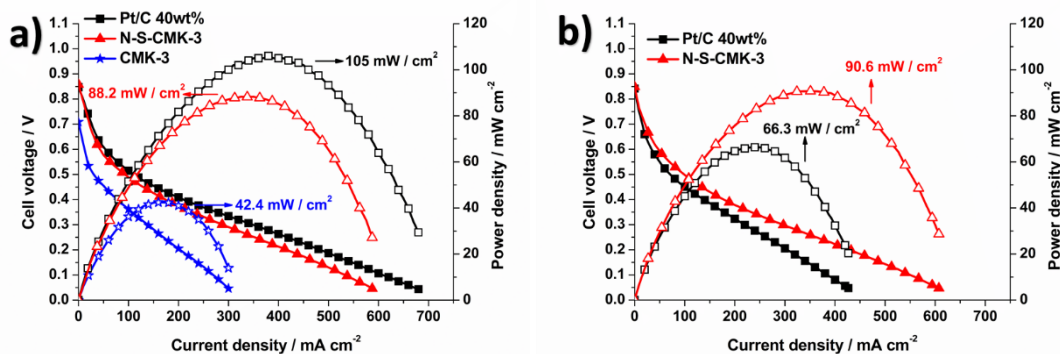 a)
Pt/C 40wt%
N-S-CMK-3
CMK-3
105 mW / cm²
88.2 mW / cm²
42.4 mW / cm²
Cell voltage / V
1.1
1.0
0.9
0.8
0.7
0.6
0.5
0.4
0.3
0.2
0.1
0.0
0 100 200 300 400 500 600 700
Current density / mA cm⁻²
120
100
80
60
40
20
0
Power density / mW cm⁻²
b)
Pt/C 40wt%
N-S-CMK-3
90.6 mW / cm²
66.3 mW / cm²
Cell voltage / V
1.1
1.0
0.9
0.8
0.7
0.6
0.5
0.4
0.3
0.2
0.1
0.0
0 100 200 300 400 500 600 700
Current density / mA cm⁻²
120
100
80
60
40
20
0
Power density / mW cm⁻²